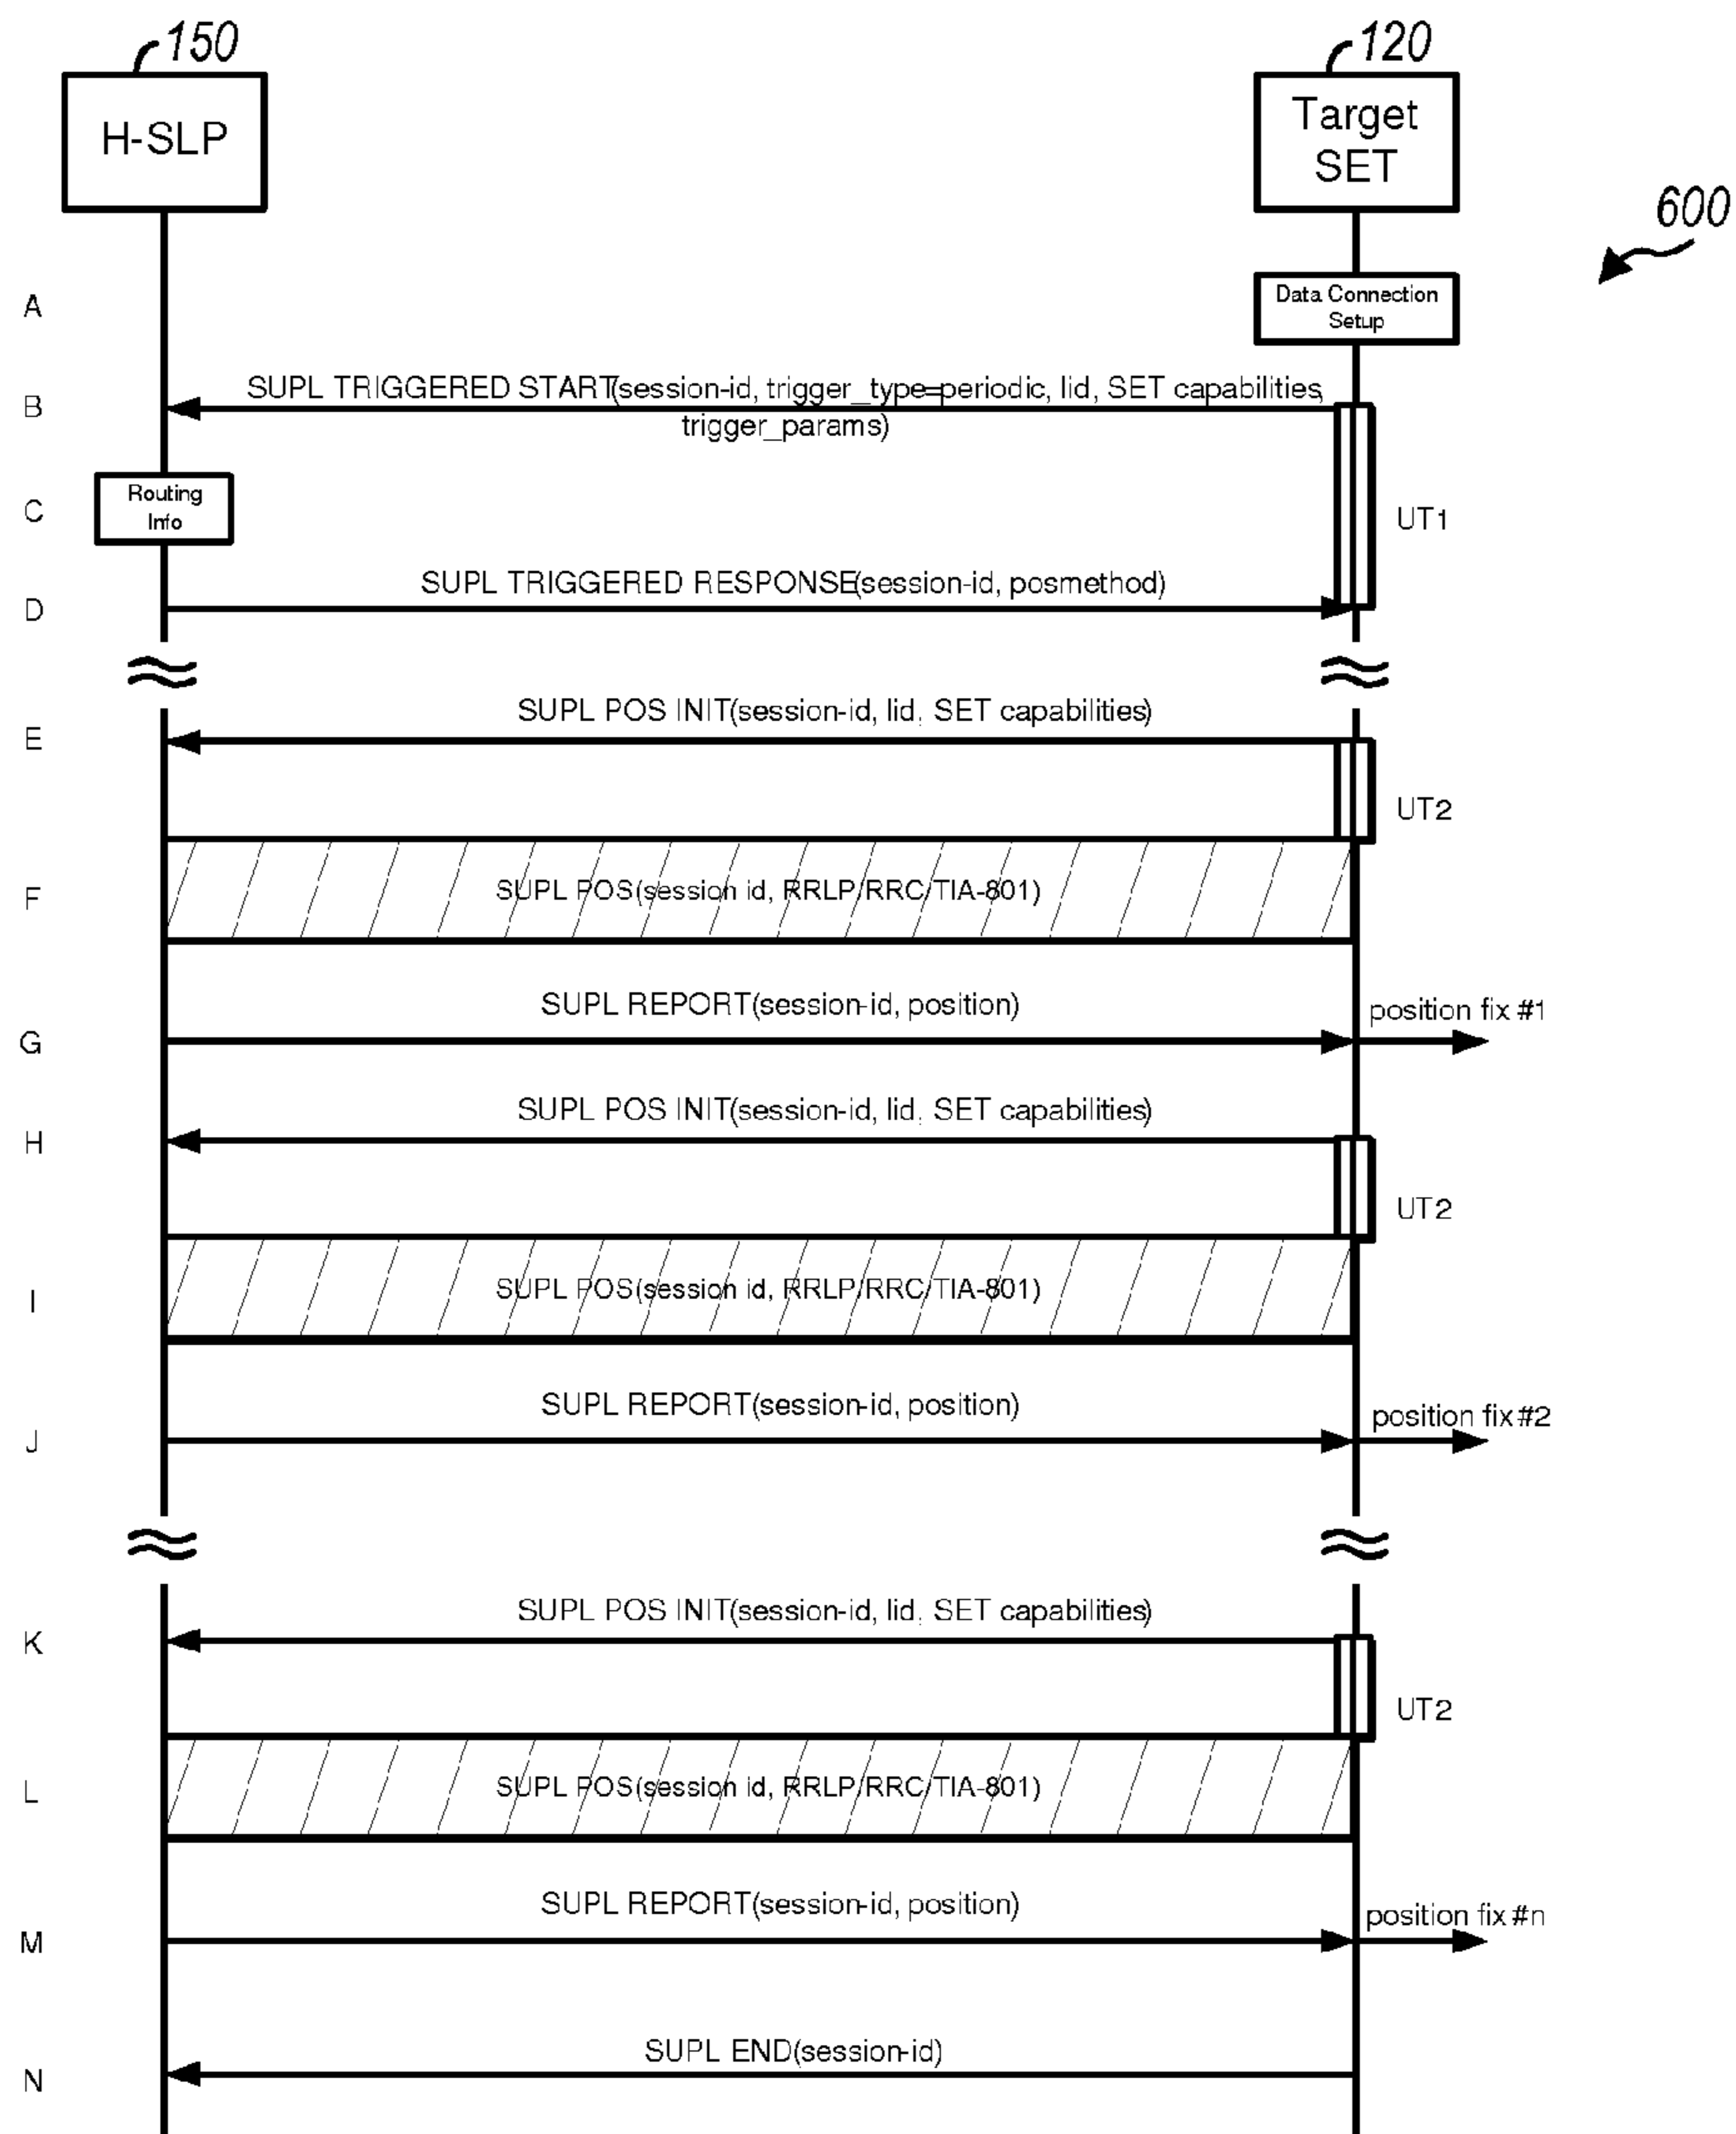 150
120
H-SLP
Target
SET
600
A
Data Connection
Setup
B
SUPL TRIGGERED START(session-id, trigger_type=periodic, lid, SET capabilities,
trigger_params)
C
Routing
Info
UT1
D
SUPL TRIGGERED RESPONSE(session-id, posmethod)
E
SUPL POS INIT(session-id, lid, SET capabilities)
UT2
F
SUPL POS(session id, RRLP/RRC/TIA-801)
G
SUPL REPORT(session-id, position)
position fix #1
H
SUPL POS INIT(session-id, lid, SET capabilities)
UT2
I
SUPL POS(session id, RRLP/RRC/TIA-801)
J
SUPL REPORT(session-id, position)
position fix #2
K
SUPL POS INIT(session-id, lid, SET capabilities)
UT2
L
SUPL POS(session id, RRLP/RRC/TIA-801)
M
SUPL REPORT(session-id, position)
position fix #n
N
SUPL END(session-id)